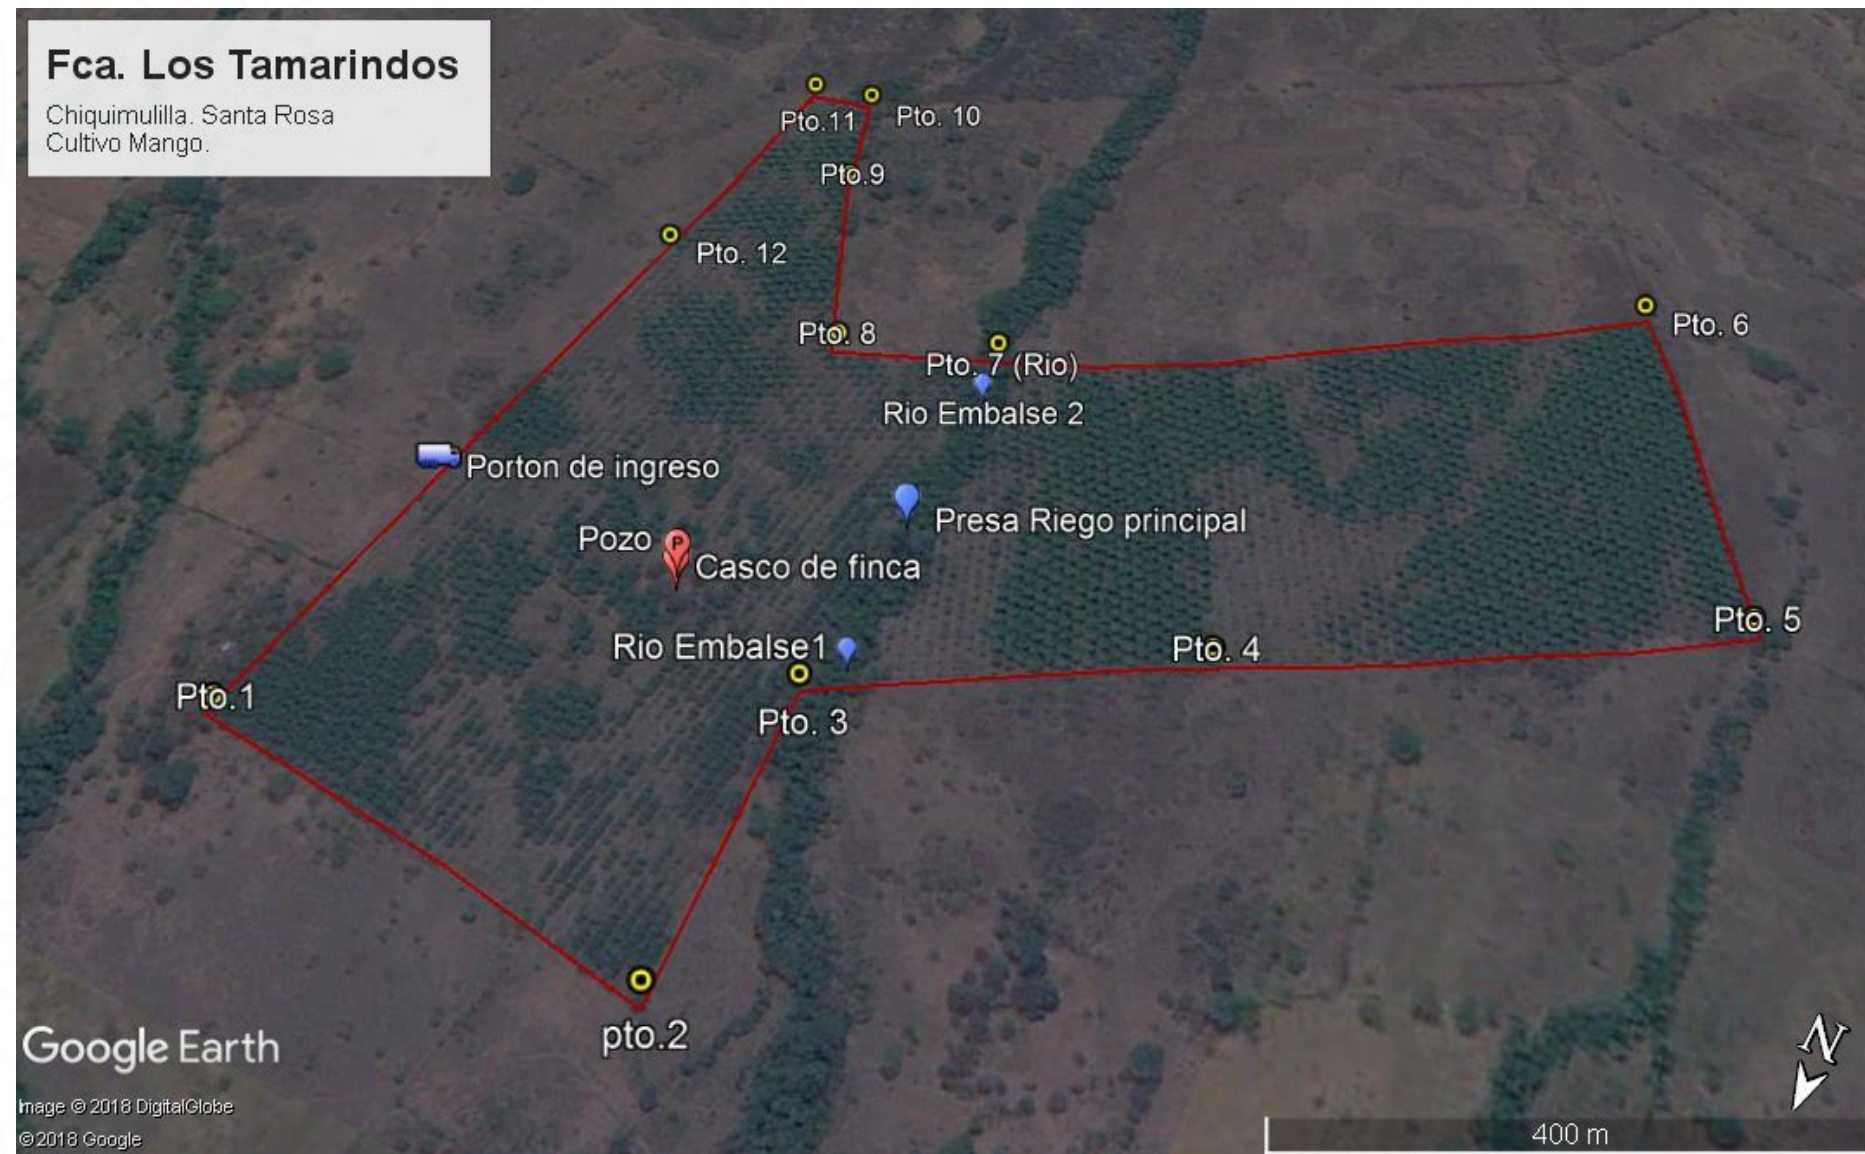 Fca. Los Tamarindos
Chiquimulilla. Santa Rosa
Cultivo Mango.
Pto.11
Pto. 10
Pto.9
Pto. 12
Pto. 8
Pto. 6
Pto. 7 (Rio)
Rio Embalse 2
Porton de ingreso
Presa Riego principal
Pozo
P
Casco de finca
Pto. 5
Rio Embalse1
Pto. 4
Pto.1
Pto. 3
pto.2
N
Google Earth
Image © 2018 DigitalGlobe
© 2018 Google
400 m